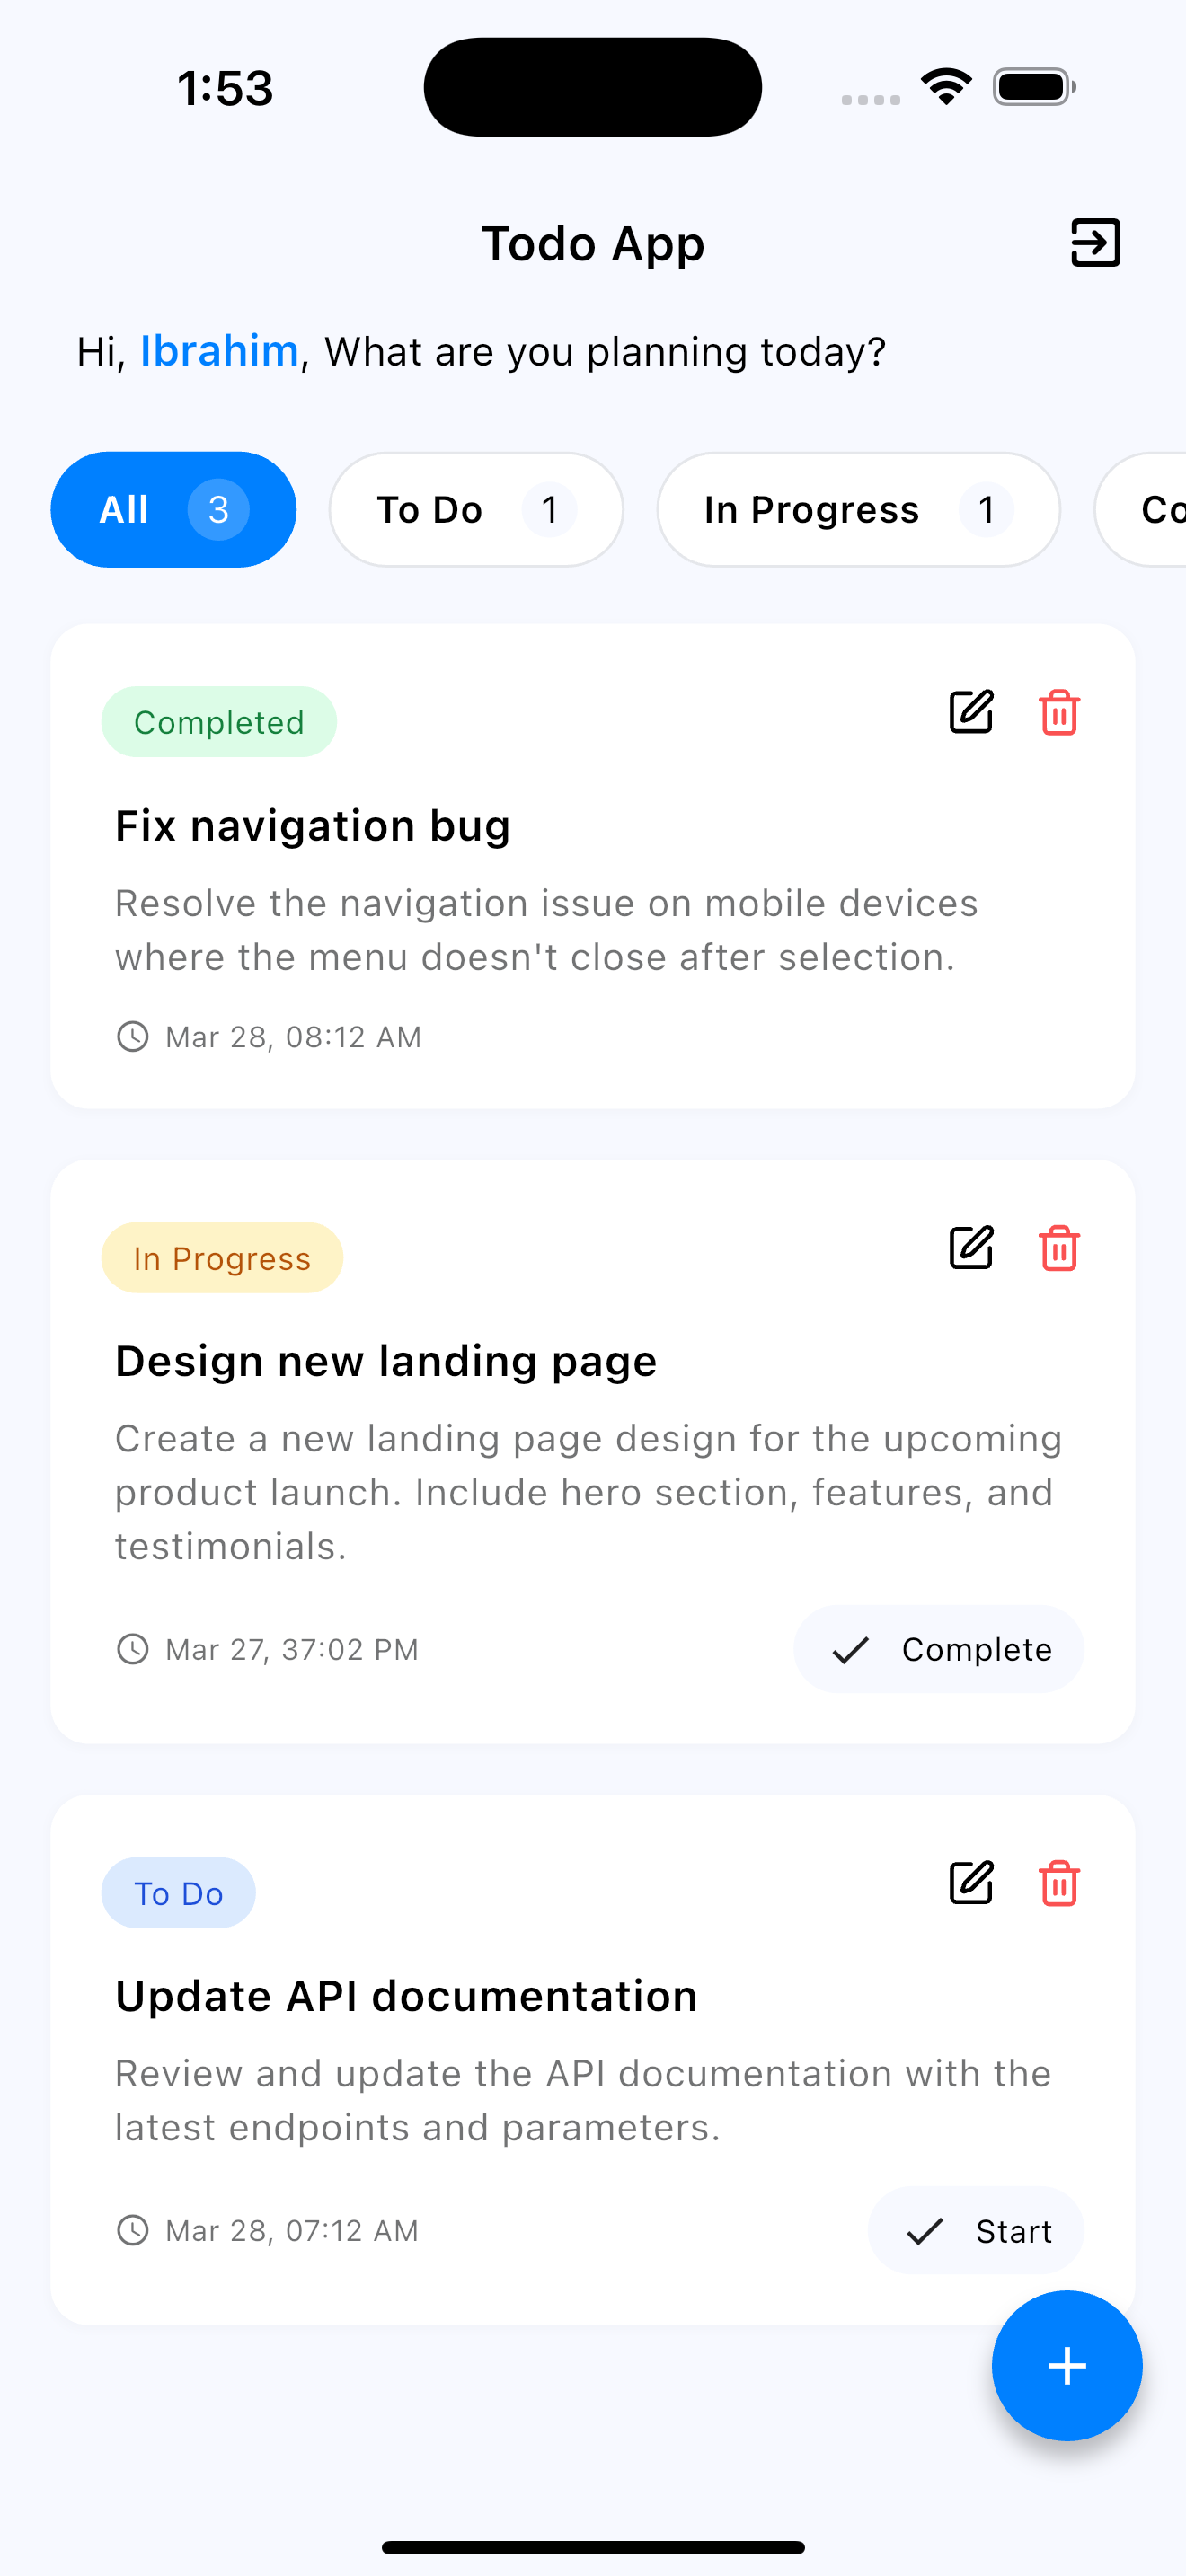 1:53
Todo App
Hi, Ibrahim, What are you planning today?
All 3
To Do 1
In Progress 1
Co
Completed
Fix navigation bug
Resolve the navigation issue on mobile devices
where the menu doesn't close after selection.
Mar 28, 08:12 AM
In Progress
Design new landing page
Create a new landing page design for the upcoming
product launch. Include hero section, features, and
testimonials.
Mar 27, 37:02 PM
Complete
To Do
Update API documentation
Review and update the API documentation with the
latest endpoints and parameters.
Mar 28, 07:12 AM
Start